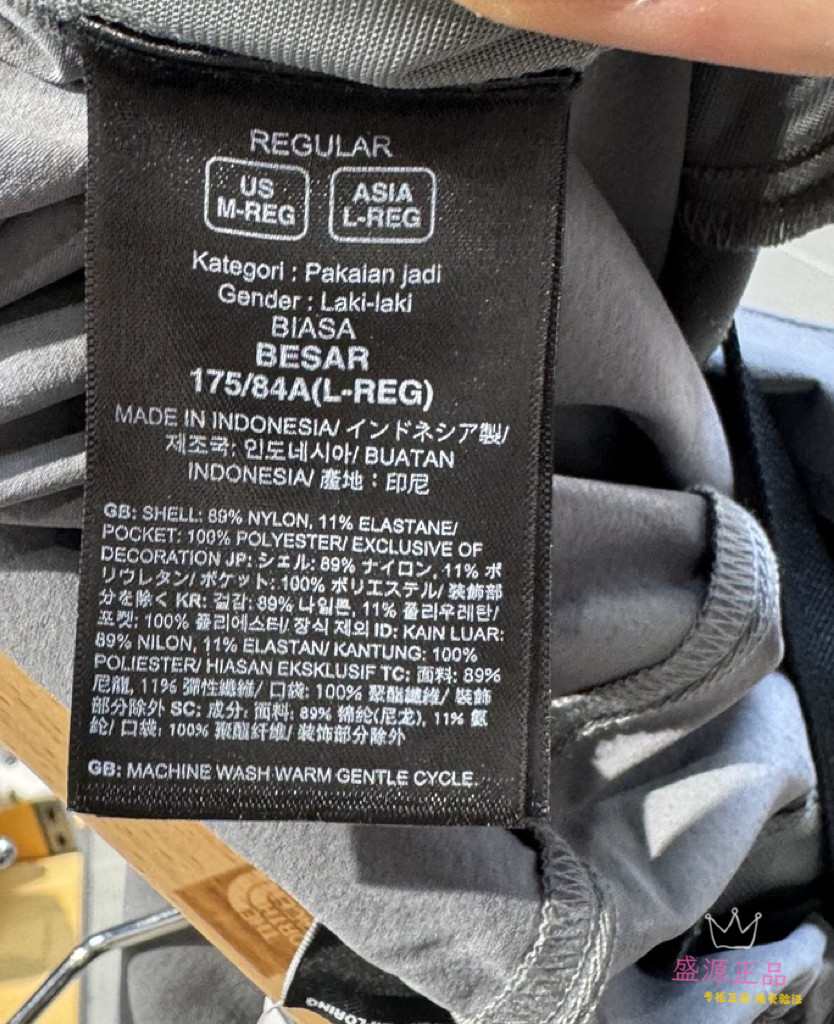 REGULAR
US ASIA
M-REG L-REG
Kategori : Pakaian jadi
Gender : Laki-laki
BIASA
BESAR
175/84A(L-REG)
MADE IN INDONESIA/ インドネシア製/
제조국: 인도네시아/ BUATAN
INDONESIA/ 產地：印尼
GB: SHELL: 89% NYLON, 11% ELASTANE/
POCKET: 100% POLYESTER/ EXCLUSIVE OF
DECORATION JP: シェル: 89% ナイロン, 11% ポ
リウレタン/ ポケット: 100% ポリエステル/ 装飾部
分を除く KR: 겉감: 89% 나일론, 11% 폴리우레탄/
포켓: 100% 폴리에스터/ 장식 제외 ID: KAIN LUAR:
89% NILON, 11% ELASTAN/ KANTUNG: 100%
POLIESTER/ HIASAN EKSKLUSIF TC: 面料: 89%
尼龍, 11% 彈性纖維/ 口袋: 100% 聚酯纖維/ 裝飾
部分除外 SC: 成分: 面料: 89% 锦纶(尼龙), 11% 氨
纶/ 口袋: 100% 聚酯纤维/ 装饰部分除外
GB: MACHINE WASH WARM GENTLE CYCLE.
盛源正品